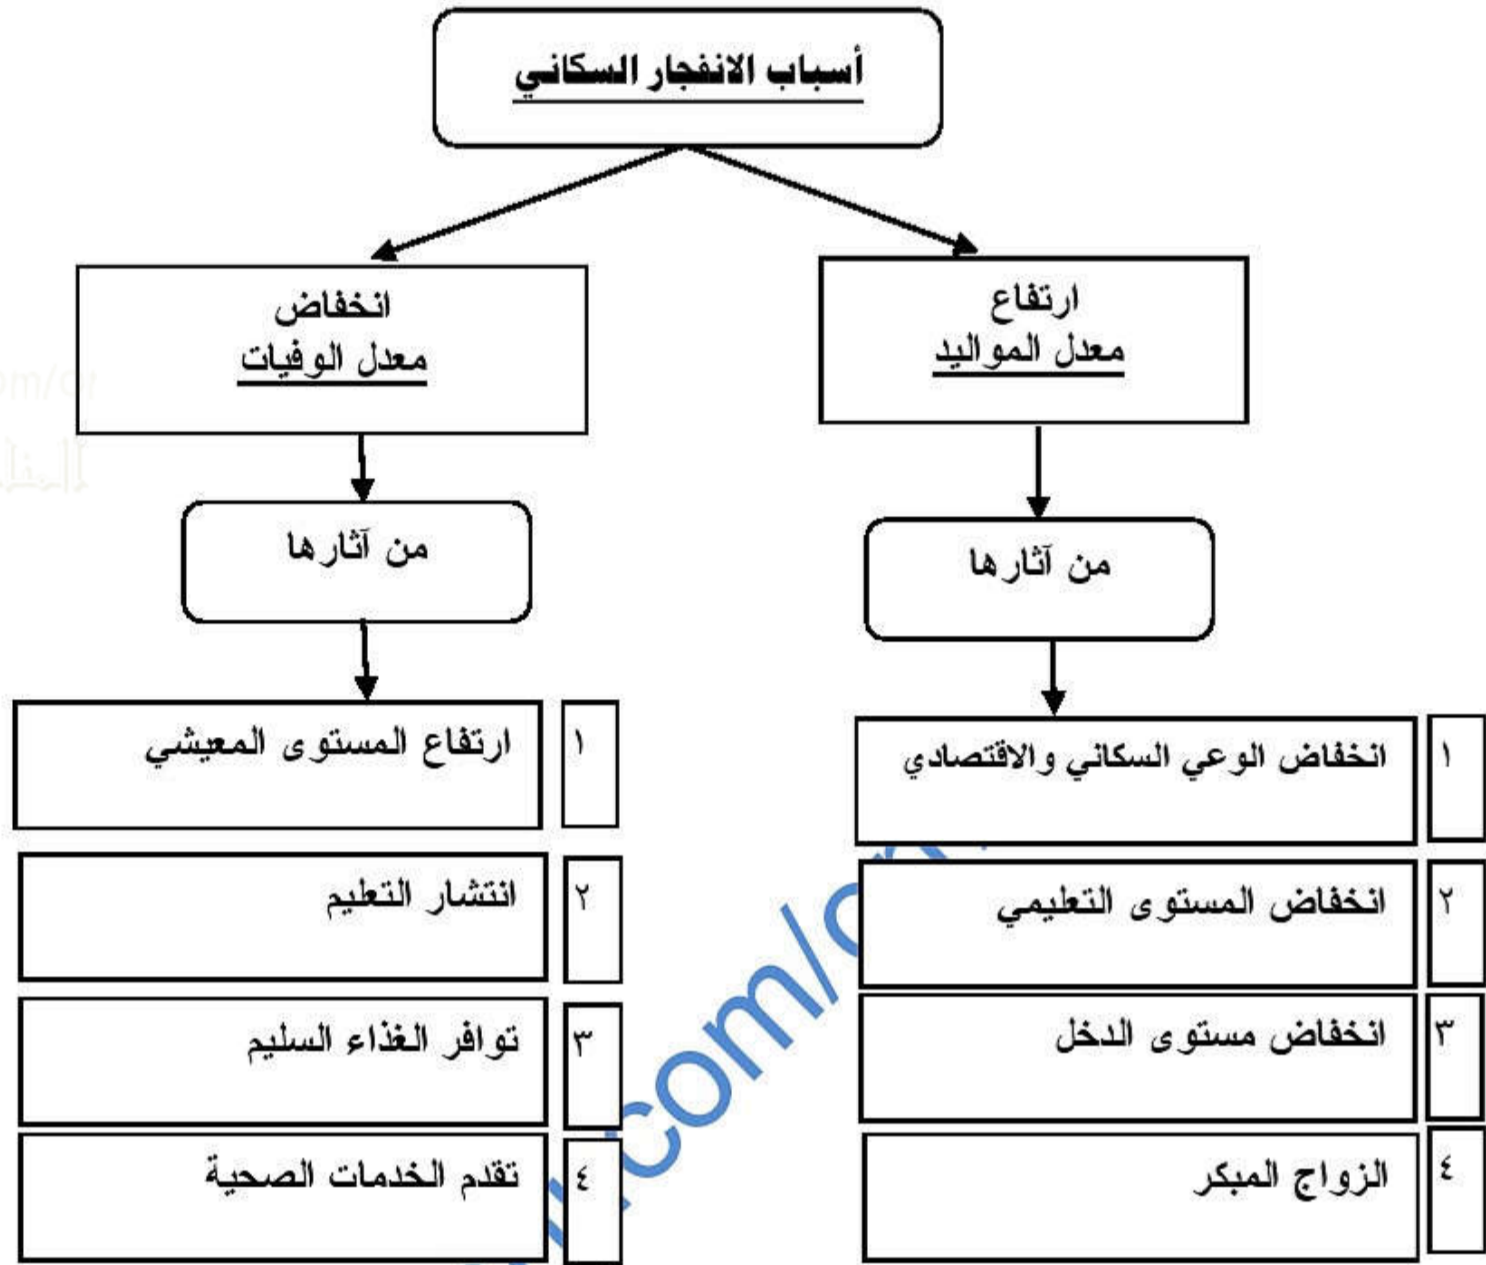 أسباب الانفجار السكاني
ارتفاع
معدل المواليد
انخفاض
معدل الوفيات
من آثارها
من آثارها
١ انخفاض الوعي السكاني والاقتصادي
٢ انخفاض المستوى التعليمي
٣ انخفاض مستوى الدخل
٤ الزواج المبكر
١ ارتفاع المستوى المعيشي
٢ انتشار التعليم
٣ توافر الغذاء السليم
٤ تقدم الخدمات الصحية
com/